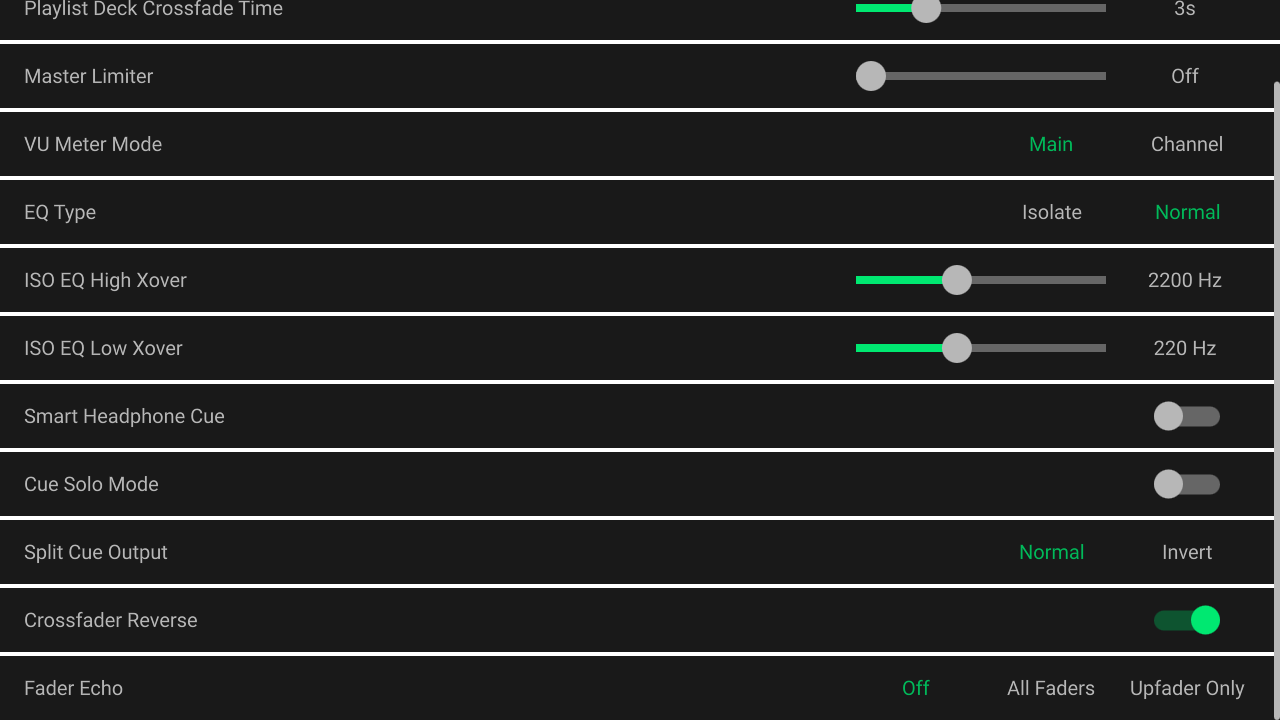 Playlist Deck Crossfade Time 3s
Master Limiter Off
VU Meter Mode Main Channel
EQ Type Isolate Normal
ISO EQ High Xover 2200 Hz
ISO EQ Low Xover 220 Hz
Smart Headphone Cue
Cue Solo Mode
Split Cue Output Normal Invert
Crossfader Reverse
Fader Echo Off All Faders Upfader Only